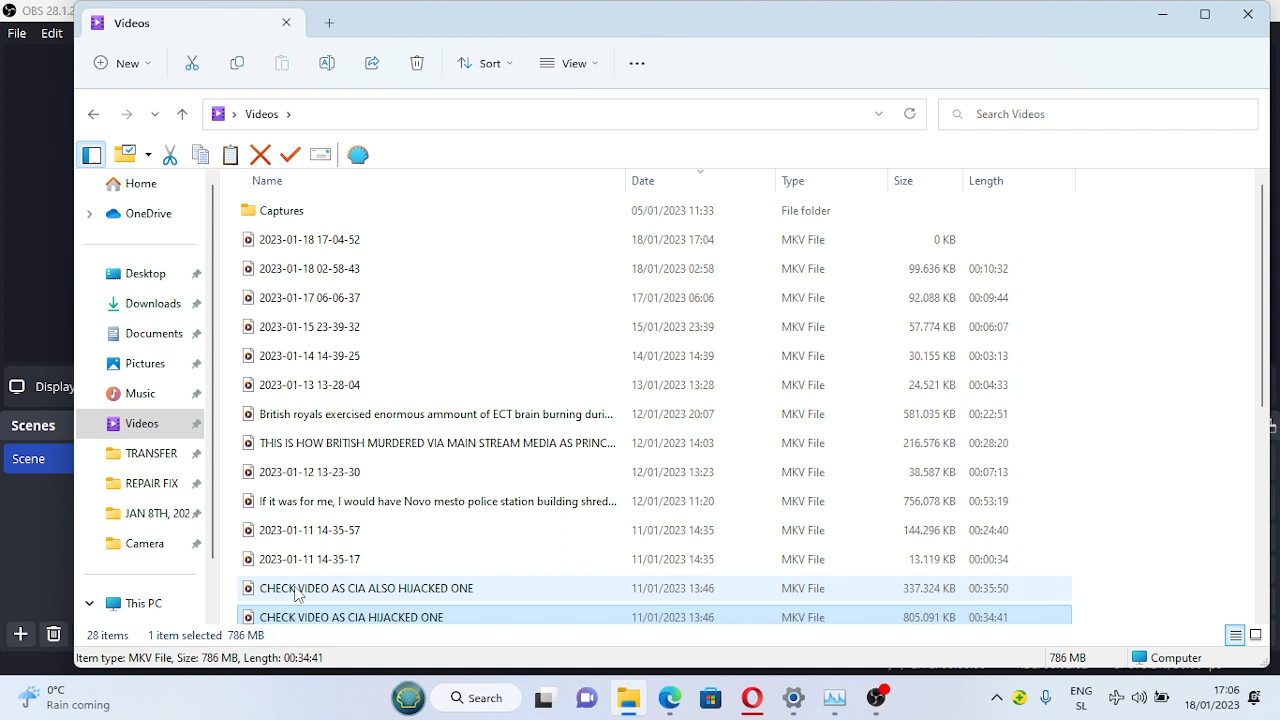 OBS 28.1.2
Videos
File Edit
New Sort View
Videos Search Videos
Home
OneDrive
Desktop
Downloads
Documents
Pictures
Music
Videos
TRANSFER
REPAIR FIX
JAN 8TH, 202
Camera
This PC
Display
Scenes
Scene
Name Date Type Size Length
Captures 05/01/2023 11:33 File folder
2023-01-18 17-04-52 18/01/2023 17:04 MKV File 0 KB
2023-01-18 02-58-43 18/01/2023 02:58 MKV File 99.636 KB 00:10:32
2023-01-17 06-06-37 17/01/2023 06:06 MKV File 92.088 KB 00:09:44
2023-01-15 23-39-32 15/01/2023 23:39 MKV File 57.774 KB 00:06:07
2023-01-14 14-39-25 14/01/2023 14:39 MKV File 30.155 KB 00:03:13
2023-01-13 13-28-04 13/01/2023 13:28 MKV File 24.521 KB 00:04:33
British royals exercised enormous ammount of ECT brain burning duri... 12/01/2023 20:07 MKV File 581.035 KB 00:22:51
THIS IS HOW BRITISH MURDERED VIA MAIN STREAM MEDIA AS PRINC... 12/01/2023 14:03 MKV File 216.576 KB 00:28:20
2023-01-12 13-23-30 12/01/2023 13:23 MKV File 38.587 KB 00:07:13
If it was for me, I would have Novo mesto police station building shred... 12/01/2023 11:20 MKV File 756.078 KB 00:53:19
2023-01-11 14-35-57 11/01/2023 14:35 MKV File 144.296 KB 00:24:40
2023-01-11 14-35-17 11/01/2023 14:35 MKV File 13.119 KB 00:00:34
CHECK VIDEO AS CIA ALSO HIJACKED ONE 11/01/2023 13:46 MKV File 337.324 KB 00:35:50
CHECK VIDEO AS CIA HIJACKED ONE 11/01/2023 13:46 MKV File 805.091 KB 00:34:41
28 items 1 item selected 786 MB
Item type: MKV File, Size: 786 MB, Length: 00:34:41 786 MB Computer
0°C
Rain coming
Search
ENG
SL
17:06
18/01/2023